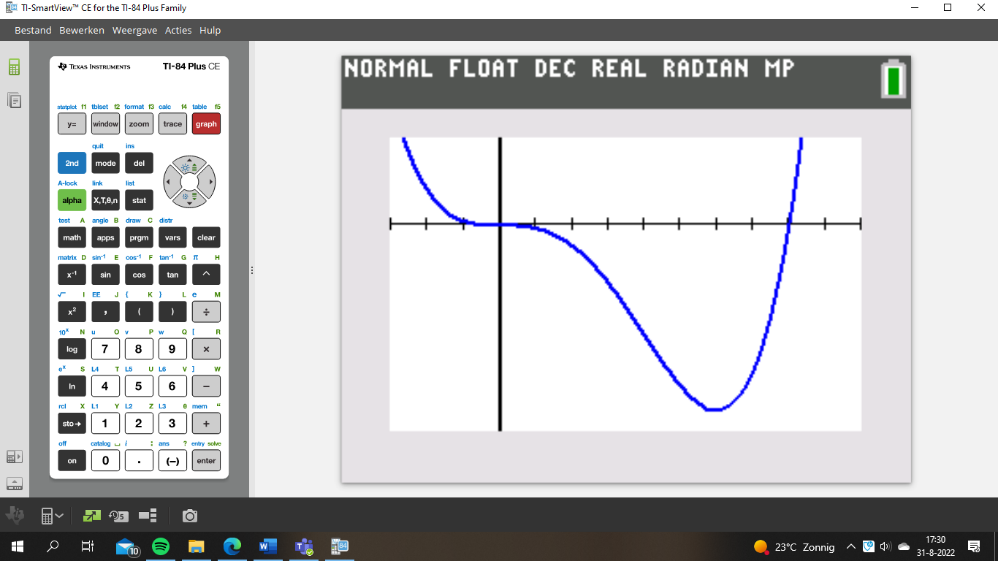 TI-SmartView™ CE for the TI-84 Plus Family
Bestand Bewerken Weergave Acties Hulp
TEXAS INSTRUMENTS TI-84 Plus CE
NORMAL FLOAT DEC REAL RADIAN MP
statplot f1 tblset f2 format f3 calc f4 table f5
y= window zoom trace graph
quit ins
2nd mode del
A-lock link list
alpha X,T,θ,n stat
test A angle B draw C distr
math apps prgm vars clear
matrix D sin⁻¹ E cos⁻¹ F tan⁻¹ G π H
x⁻¹ sin cos tan ^
√ I EE J { K } L e M
x² , ( ) ÷
10ˣ N u O v P w Q [ R
log 7 8 9 ×
eˣ S L4 T L5 U L6 V ] W
ln 4 5 6 −
rcl X L1 Y L2 Z L3 θ mem "
sto→ 1 2 3 +
off catalog i : ans ? entry solve
on 0 . (−) enter
10
23°C Zonnig
17:30
31-8-2022